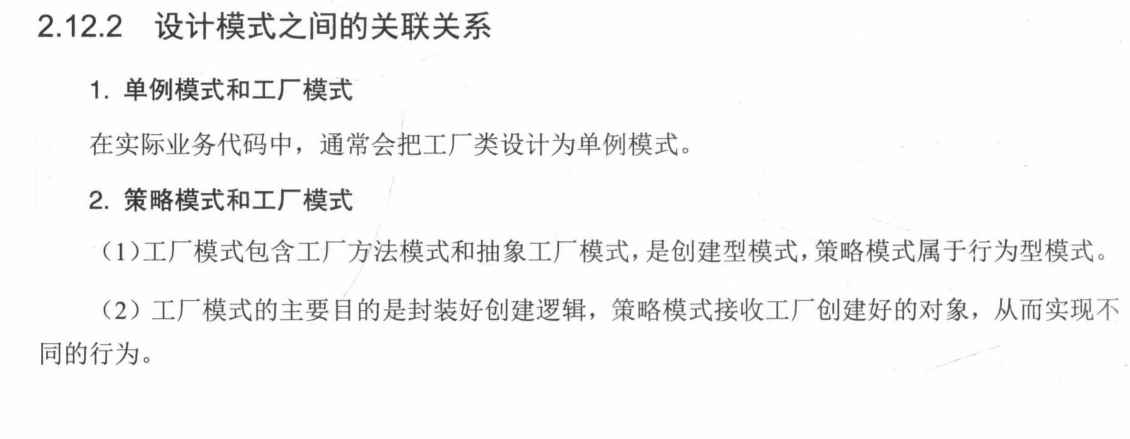 2.12.2 设计模式之间的关联关系
1. 单例模式和工厂模式
在实际业务代码中，通常会把工厂类设计为单例模式。
2. 策略模式和工厂模式
（1）工厂模式包含工厂方法模式和抽象工厂模式，是创建型模式，策略模式属于行为型模式。
（2）工厂模式的主要目的是封装好创建逻辑，策略模式接收工厂创建好的对象，从而实现不
同的行为。